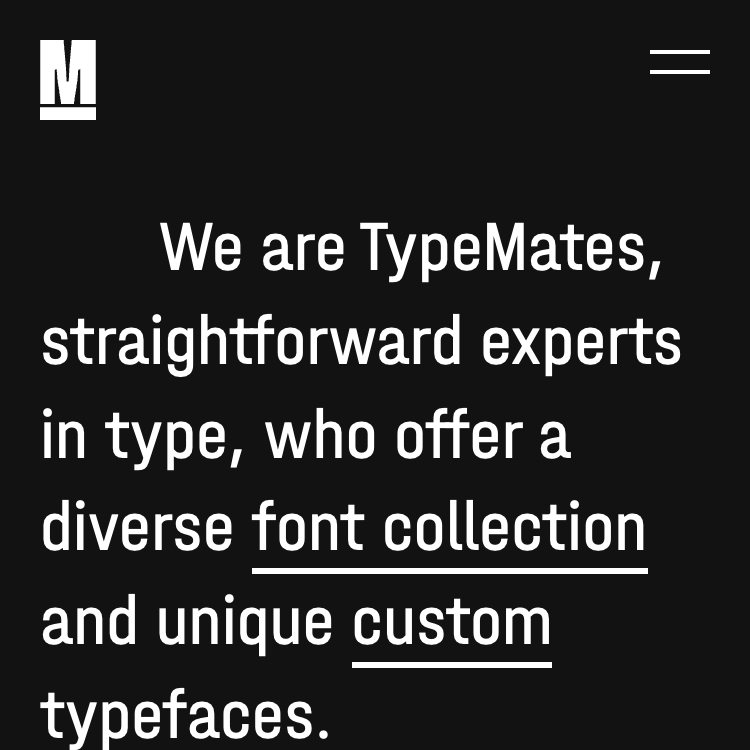 M
We are TypeMates,
straightforward experts
in type, who offer a
diverse font collection
and unique custom
typefaces.